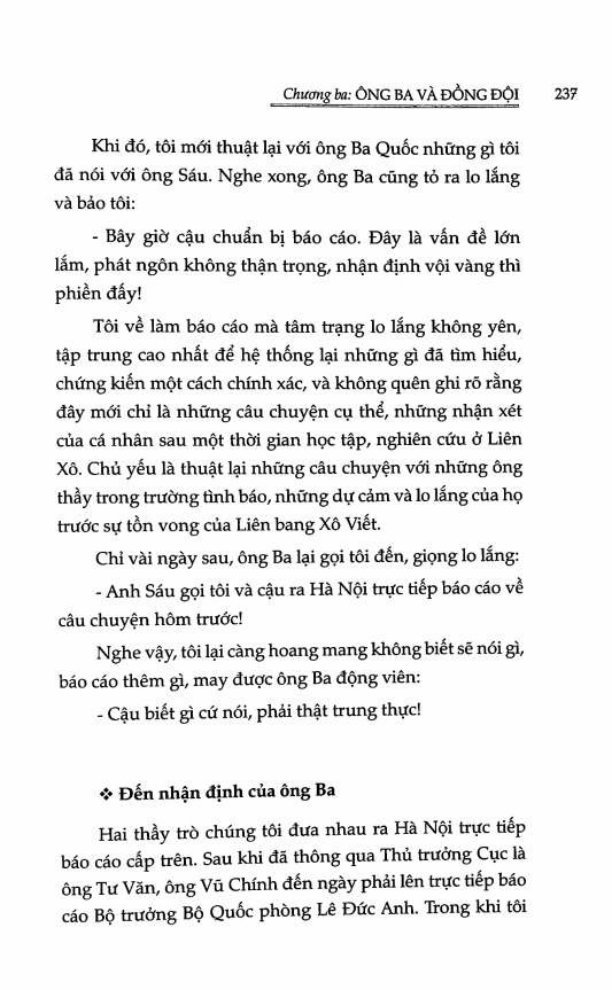 Chương ba: ÔNG BA VÀ ĐỒNG ĐỘI 237
Khi đó, tôi mới thuật lại với ông Ba Quốc những gì tôi
đã nói với ông Sáu. Nghe xong, ông Ba cũng tỏ ra lo lắng
và bảo tôi:
- Bây giờ cậu chuẩn bị báo cáo. Đây là vấn đề lớn
lắm, phát ngôn không thận trọng, nhận định vội vàng thì
phiền đấy!
Tôi về làm báo cáo mà tâm trạng lo lắng không yên,
tập trung cao nhất để hệ thống lại những gì đã tìm hiểu,
chứng kiến một cách chính xác, và không quên ghi rõ rằng
đây mới chỉ là những câu chuyện cụ thể, những nhận xét
của cá nhân sau một thời gian học tập, nghiên cứu ở Liên
Xô. Chủ yếu là thuật lại những câu chuyện với những ông
thầy trong trường tình báo, những dự cảm và lo lắng của họ
trước sự tồn vong của Liên bang Xô Viết.
Chỉ vài ngày sau, ông Ba lại gọi tôi đến, giọng lo lắng:
- Anh Sáu gọi tôi và cậu ra Hà Nội trực tiếp báo cáo về
câu chuyện hôm trước!
Nghe vậy, tôi lại càng hoang mang không biết sẽ nói gì,
báo cáo thêm gì, may được ông Ba động viên:
- Cậu biết gì cứ nói, phải thật trung thực!
❖ Đến nhận định của ông Ba
Hai thầy trò chúng tôi đưa nhau ra Hà Nội trực tiếp
báo cáo cấp trên. Sau khi đã thông qua Thủ trưởng Cục là
ông Tư Văn, ông Vũ Chính đến ngày phải lên trực tiếp báo
cáo Bộ trưởng Bộ Quốc phòng Lê Đức Anh. Trong khi tôi